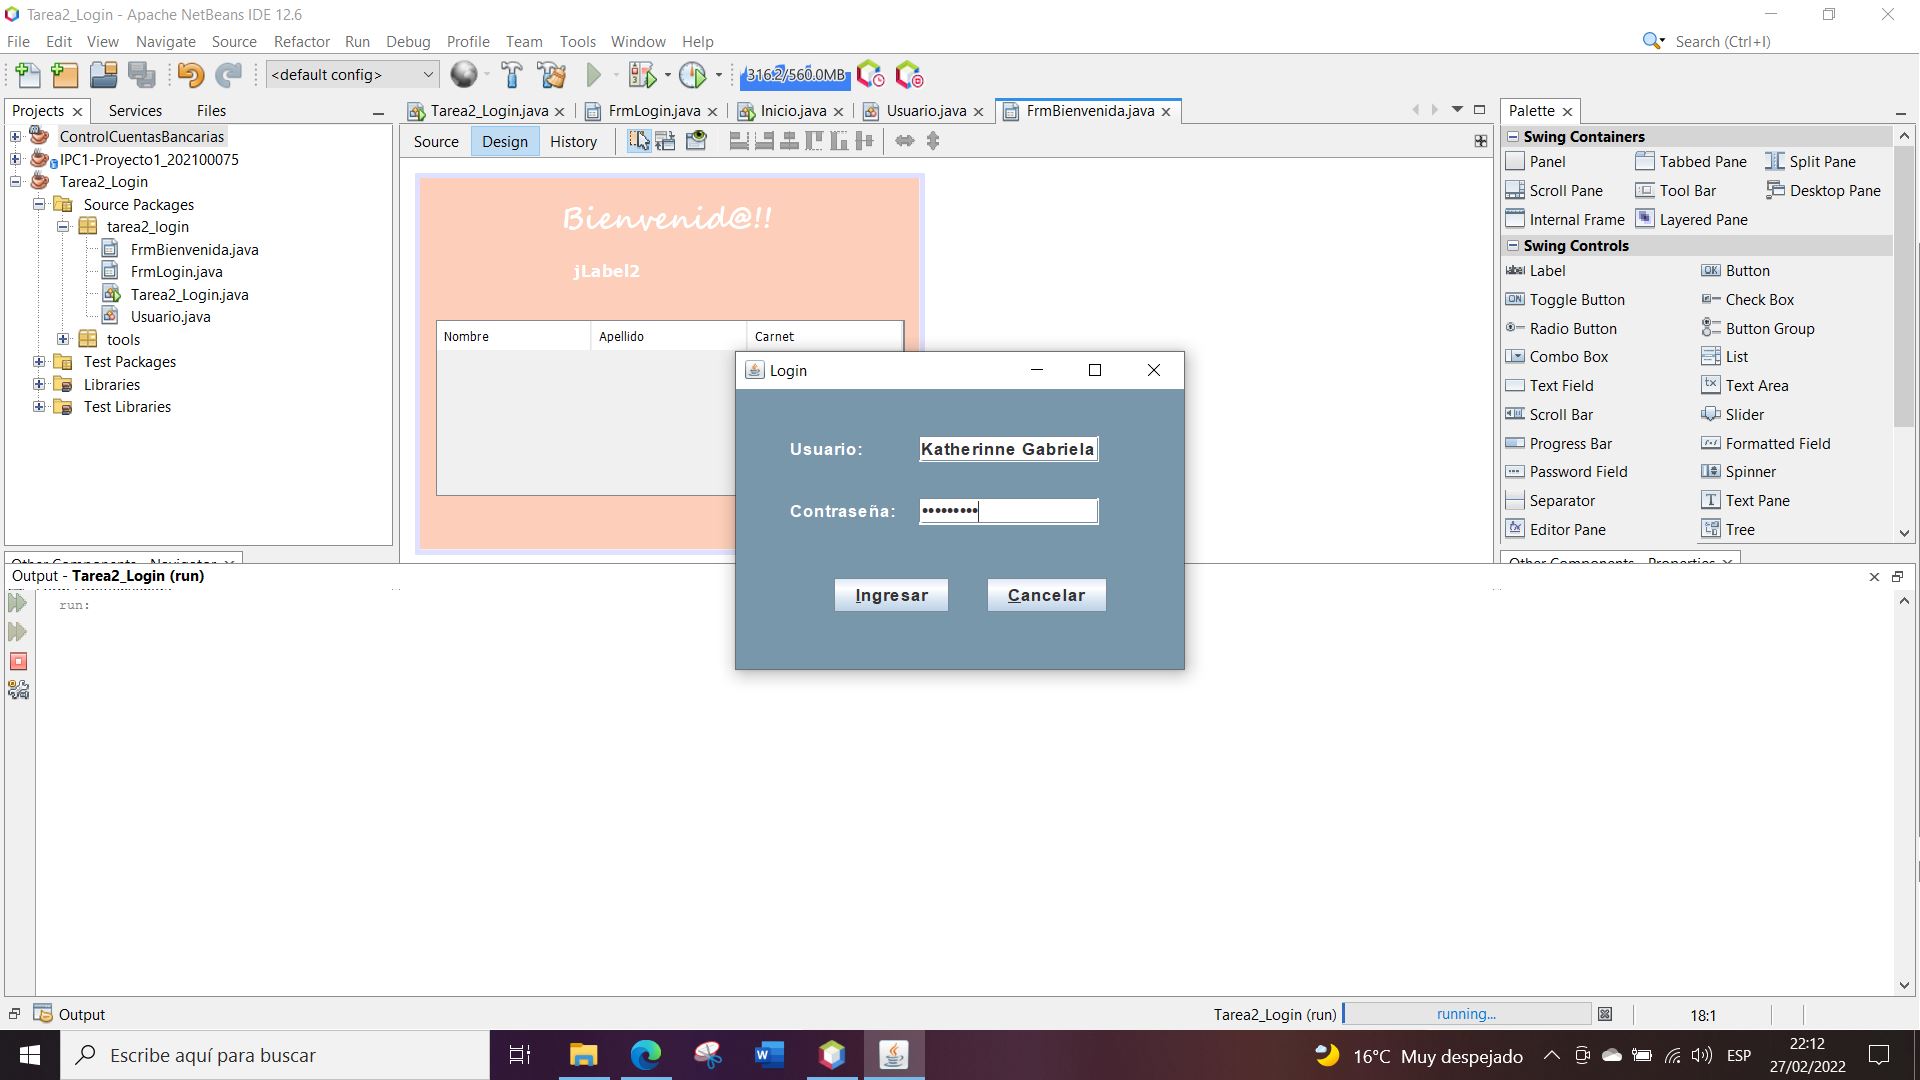 Tarea2_Login - Apache NetBeans IDE 12.6
File Edit View Navigate Source Refactor Run Debug Profile Team Tools Window Help
Search (Ctrl+I)
<default config>
316.2/560.0MB
Projects Services Files
ControlCuentasBancarias
IPC1-Proyecto1_202100075
Tarea2_Login
Source Packages
tarea2_login
FrmBienvenida.java
FrmLogin.java
Tarea2_Login.java
Usuario.java
tools
Test Packages
Libraries
Test Libraries
Tarea2_Login.java FrmLogin.java Inicio.java Usuario.java FrmBienvenida.java
Source Design History
Bienvenid@!!
jLabel2
Nombre Apellido Carnet
Login
Usuario: Katherinne Gabriela
Contraseña: •••••••••
Ingresar Cancelar
Palette
Swing Containers
Panel Tabbed Pane Split Pane
Scroll Pane Tool Bar Desktop Pane
Internal Frame Layered Pane
Swing Controls
Label Button
Toggle Button Check Box
Radio Button Button Group
Combo Box List
Text Field Text Area
Scroll Bar Slider
Progress Bar Formatted Field
Password Field Spinner
Separator Text Pane
Editor Pane Tree
Other Components - Navigator
Other Components - Properties
Output - Tarea2_Login (run)
run:
Output
Tarea2_Login (run) running... 18:1
Escribe aquí para buscar
16°C Muy despejado
ESP
22:12
27/02/2022